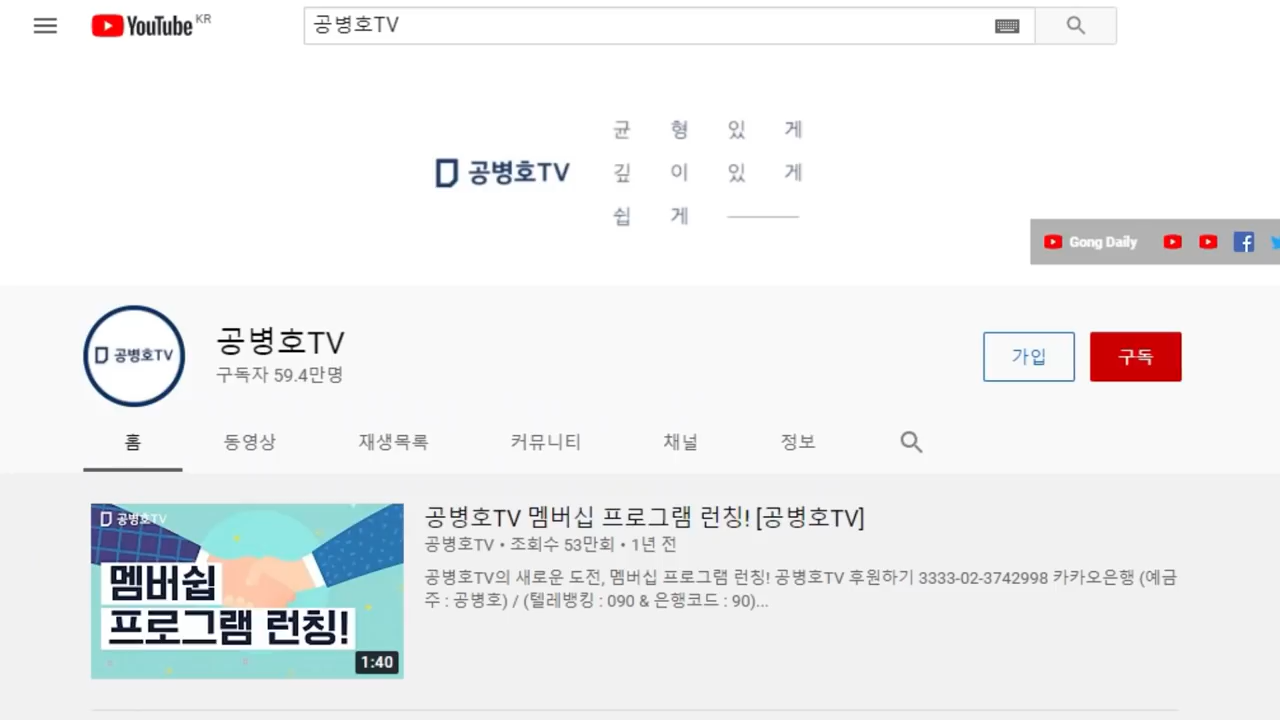 YouTube KR
공병호TV
공병호TV
균 형 있 게
깊 이 있 게
쉽 게
Gong Daily
공병호TV
공병호TV
구독자 59.4만명
가입
구독
홈 동영상 재생목록 커뮤니티 채널 정보
공병호TV
멤버쉽
프로그램 런칭!
1:40
공병호TV 멤버십 프로그램 런칭! [공병호TV]
공병호TV • 조회수 53만회 • 1년 전
공병호TV의 새로운 도전, 멤버십 프로그램 런칭! 공병호TV 후원하기 3333-02-3742998 카카오은행 (예금
주 : 공병호) / (텔레뱅킹 : 090 & 은행코드 : 90)...